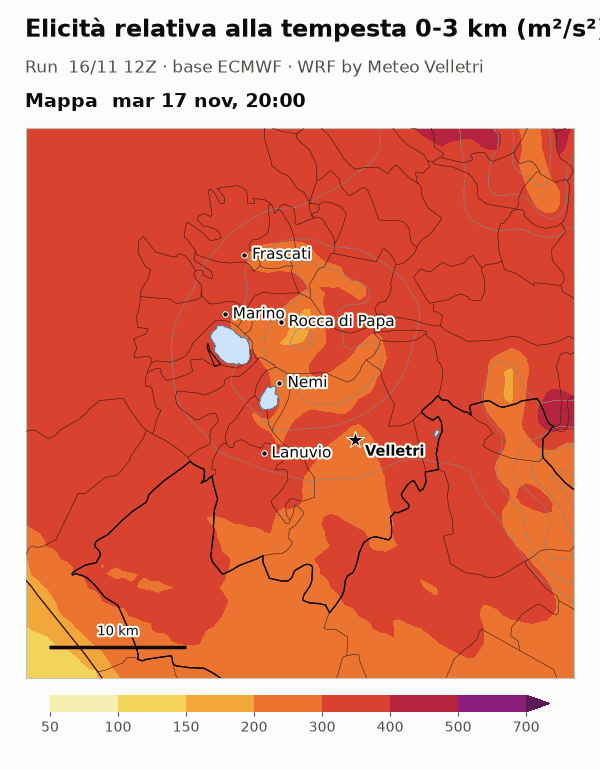 Elicità relativa alla tempesta 0-3 km (m²/s²)
Run 16/11 12Z · base ECMWF · WRF by Meteo Velletri
Mappa mar 17 nov, 20:00
Frascati
Marino
Rocca di Papa
Nemi
Velletri
Lanuvio
10 km
50 100 150 200 300 400 500 700